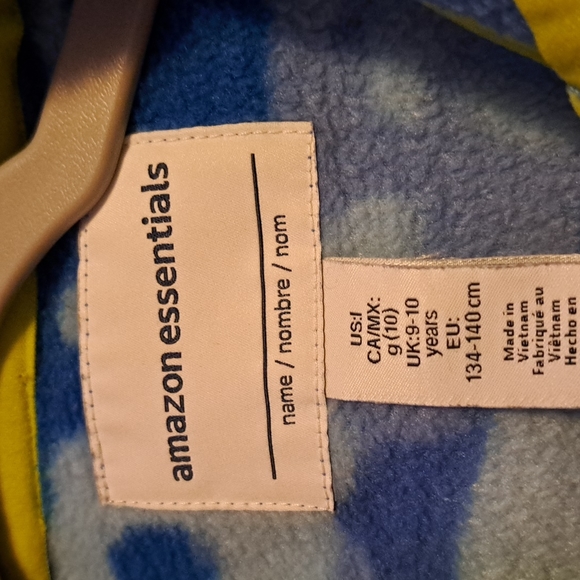 amazon essentials
name / nombre / nom
US:l
CA/MX:
g (10)
UK:9-10
years
EU:
134-140cm
Made in
Vietnam
Fabriqué au
Viêtnam
Hecho en